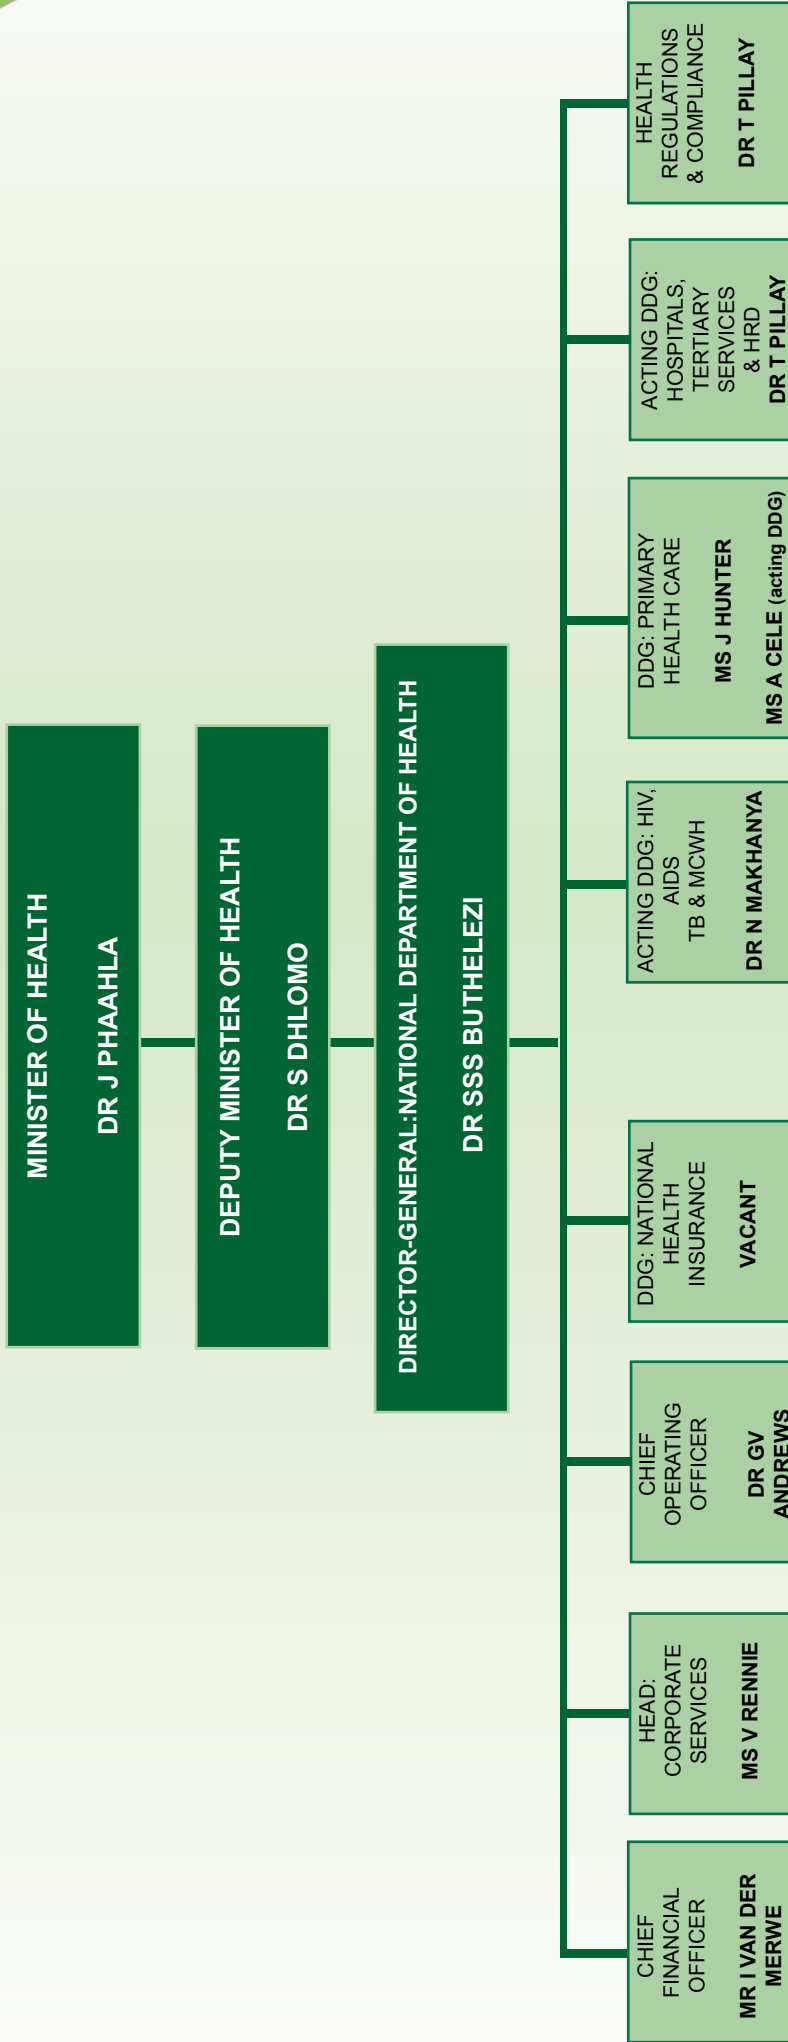 MINISTER OF HEALTH
DR J PHAAHLA
DEPUTY MINISTER OF HEALTH
DR S DHLOMO
DIRECTOR-GENERAL:NATIONAL DEPARTMENT OF HEALTH
DR SSS BUTHELEZI
CHIEF
FINANCIAL
OFFICER
MR I VAN DER
MERWE
HEAD:
CORPORATE
SERVICES
MS V RENNIE
CHIEF
OPERATING
OFFICER
DR GV
ANDREWS
DDG: NATIONAL
HEALTH
INSURANCE
VACANT
ACTING DDG: HIV,
AIDS
TB & MCWH
DR N MAKHANYA
DDG: PRIMARY
HEALTH CARE
MS J HUNTER
MS A CELE (acting DDG)
ACTING DDG:
HOSPITALS,
TERTIARY
SERVICES
& HRD
DR T PILLAY
HEALTH
REGULATIONS
& COMPLIANCE
DR T PILLAY